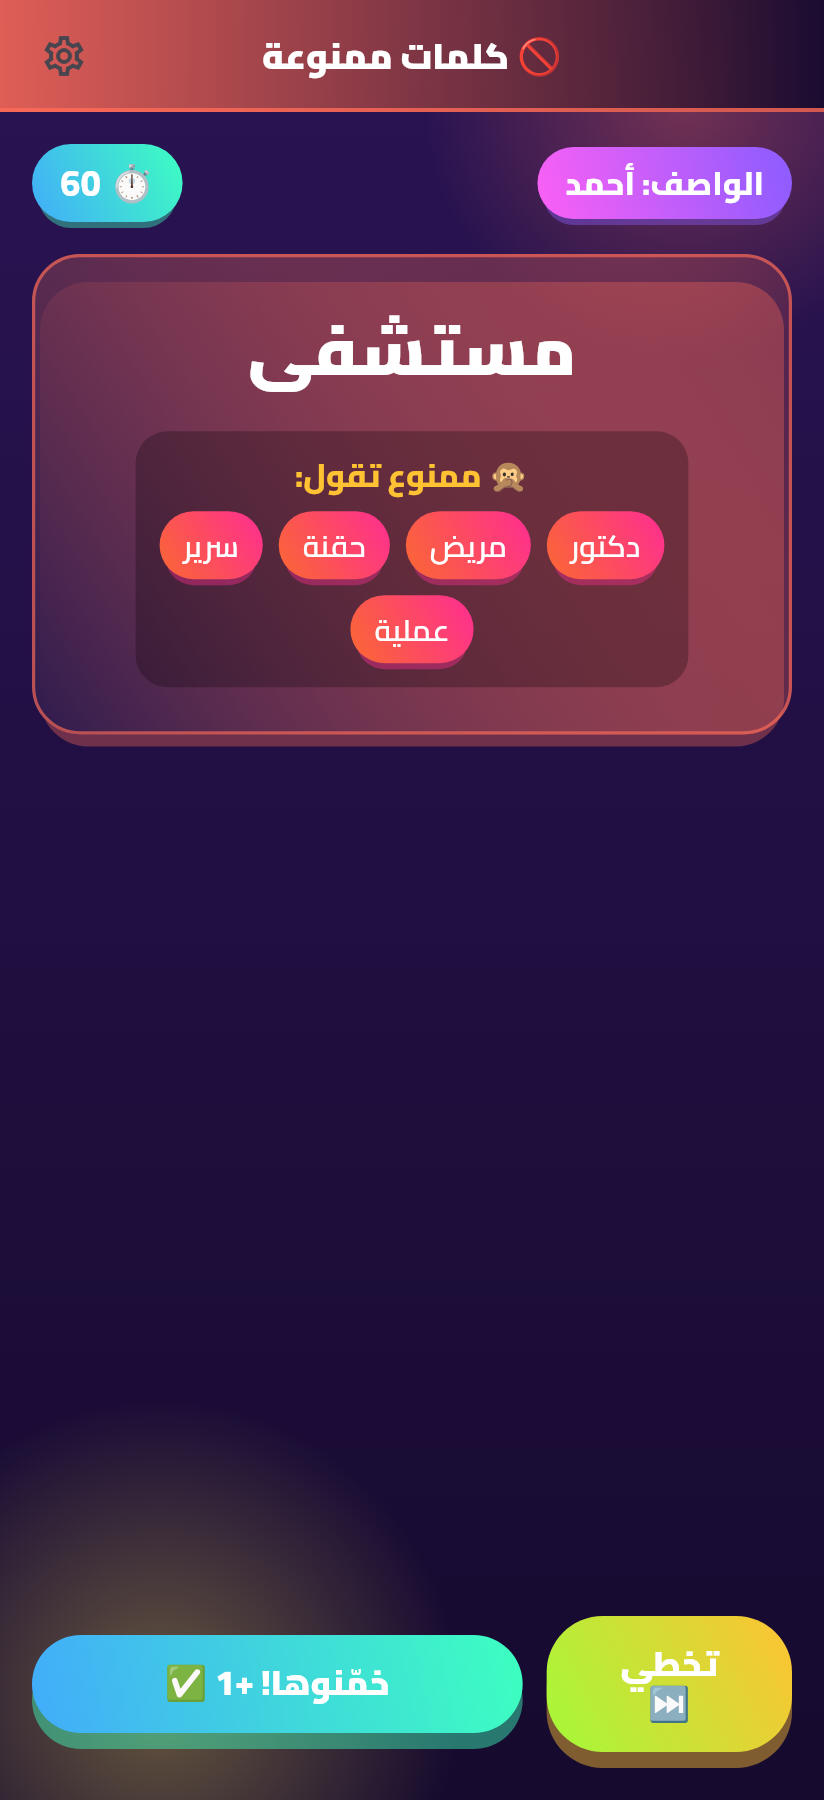 🚫 كلمات ممنوعة
الواصف: أحمد
⏱️ 60
مستشفى
🙊 ممنوع تقول:
دكتور مريض حقنة سرير
عملية
تخطي
⏭️
خمّنوها! +1 ✅